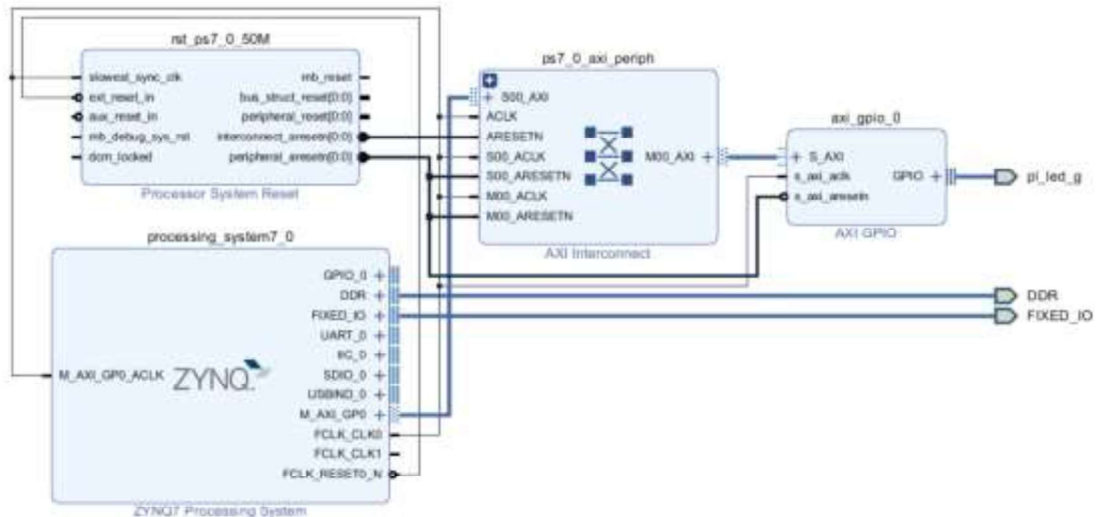 rst_ps7_0_50M
slowest_sync_clk
ext_reset_in
aux_reset_in
mb_debug_sys_rst
dcm_locked
mb_reset
bus_struct_reset[0:0]
peripheral_reset[0:0]
interconnect_aresetn[0:0]
peripheral_aresetn[0:0]
Processor System Reset
ps7_0_axi_periph
S00_AXI
ACLK
ARESETN
S00_ACLK
S00_ARESETN
M00_ACLK
M00_ARESETN
M00_AXI
AXI Interconnect
axi_gpio_0
S_AXI
s_axi_aclk
s_axi_aresetn
GPIO
AXI GPIO
pl_led_g
DDR
FIXED_IO
processing_system7_0
M_AXI_GP0_ACLK
ZYNQ
GPIO_0
DDR
FIXED_IO
UART_0
IIC_0
SDIO_0
USBIND_0
M_AXI_GP0
FCLK_CLK0
FCLK_CLK1
FCLK_RESET0_N
ZYNQ7 Processing System